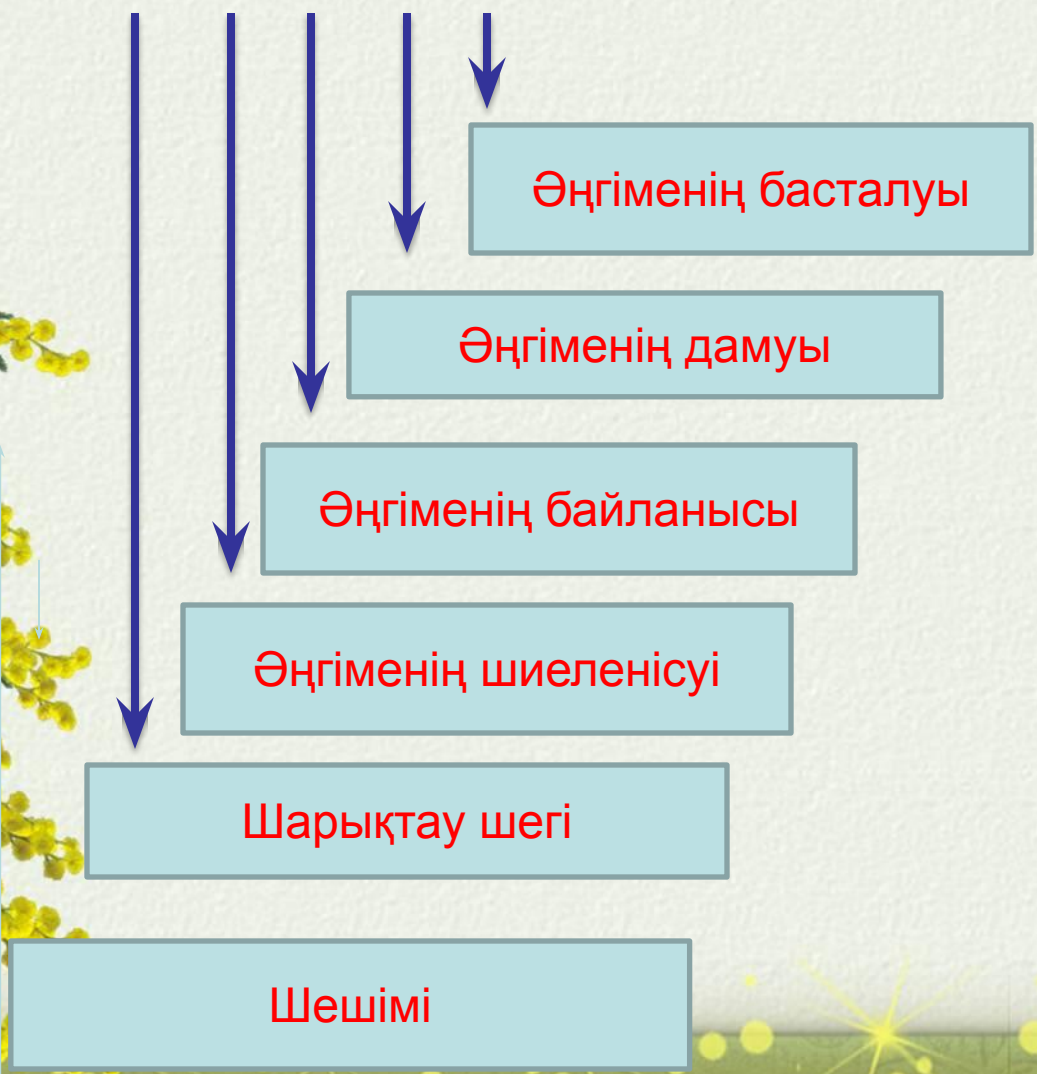 Әңгіменің басталуы
Әңгіменің дамуы
Әңгіменің байланысы
Әңгіменің шиеленісуі
Шарықтау шегі
Шешімі